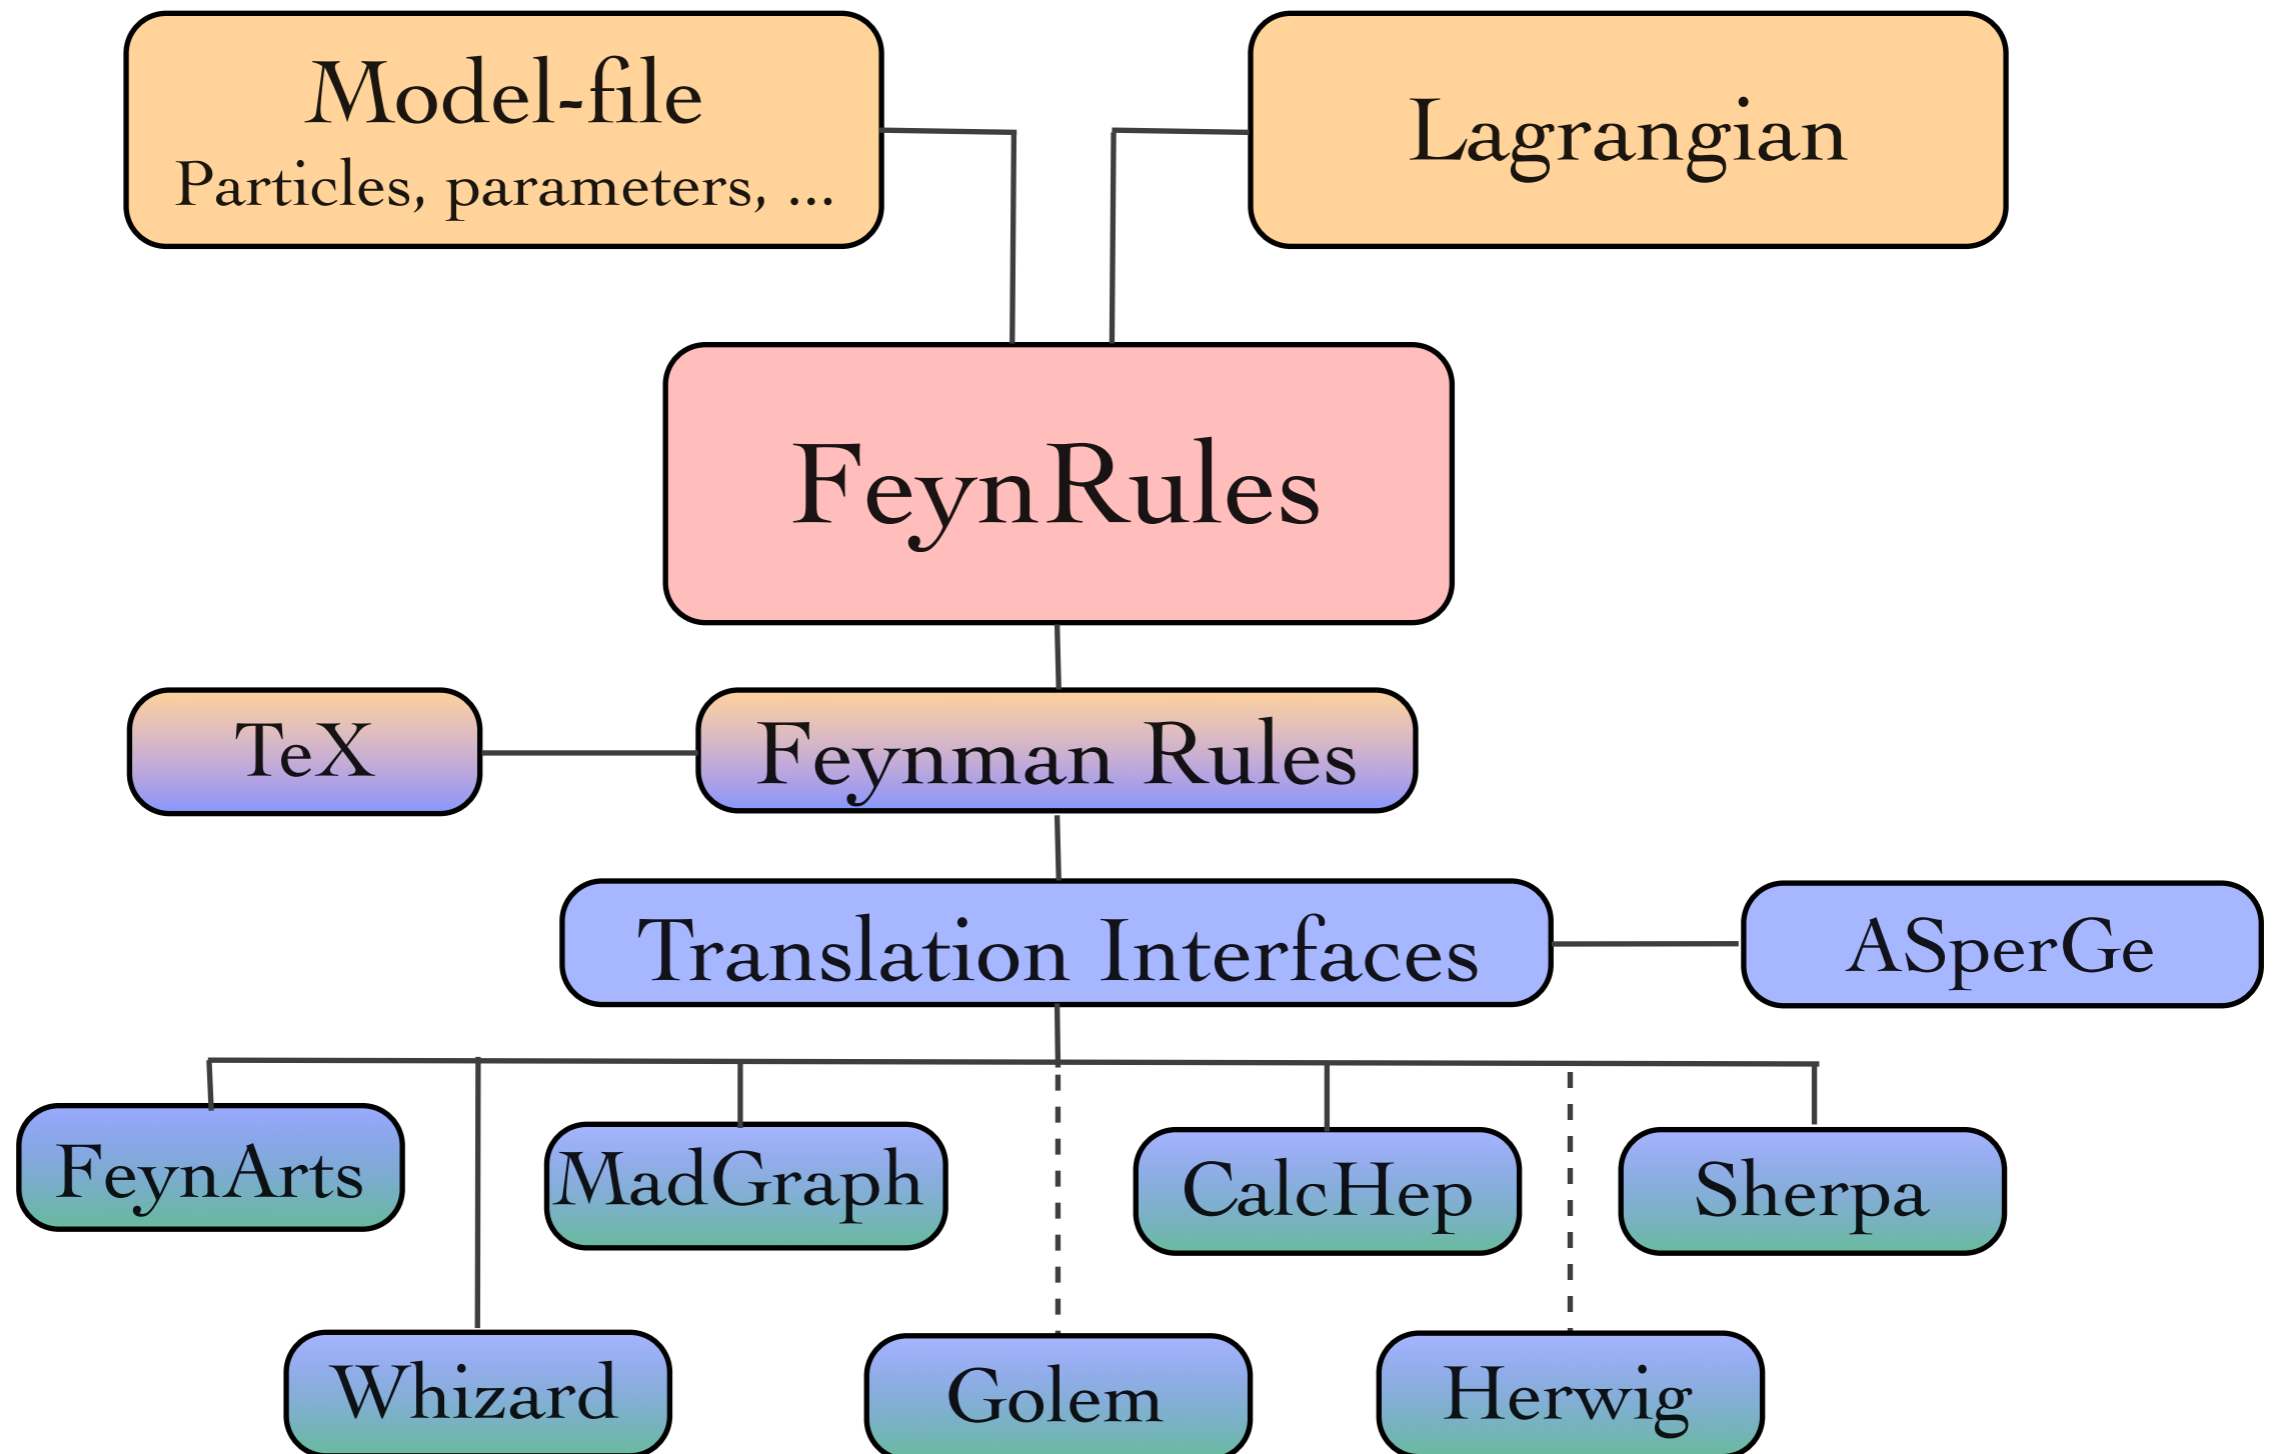 Model-file
Particles, parameters, ...
Lagrangian
FeynRules
TeX
Feynman Rules
Translation Interfaces
ASperGe
FeynArts
MadGraph
CalcHep
Sherpa
Whizard
Golem
Herwig